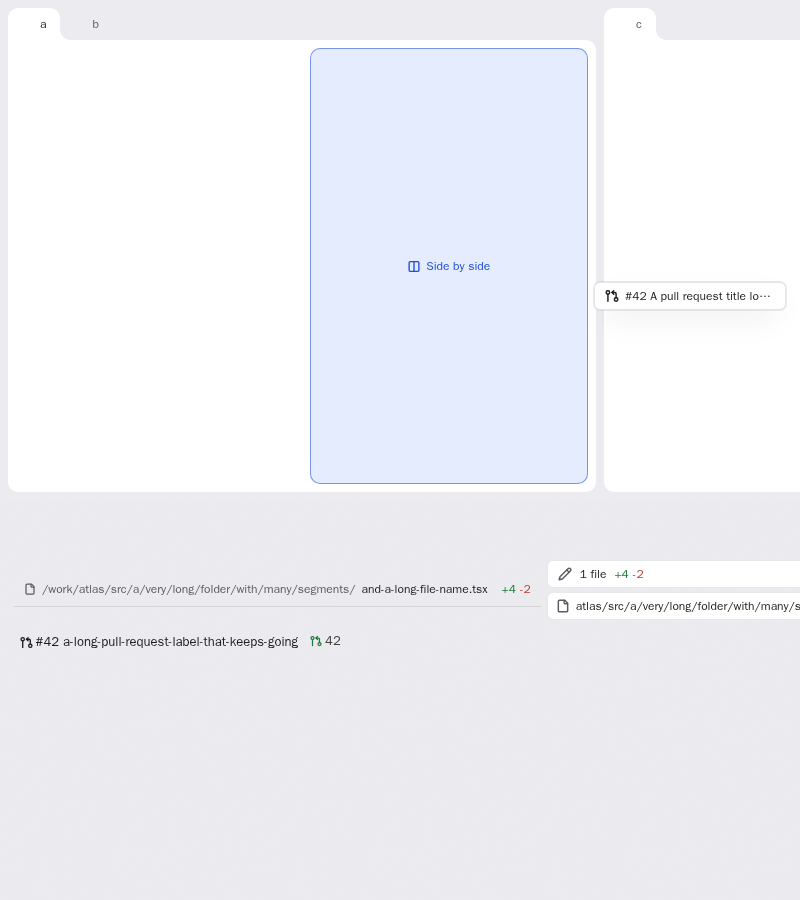 a
b
c
Side by side
#42 A pull request title lo···
1 file +4 -2
/work/atlas/src/a/very/long/folder/with/many/segments/ and-a-long-file-name.tsx +4 -2
atlas/src/a/very/long/folder/with/many/s
#42 a-long-pull-request-label-that-keeps-going 42